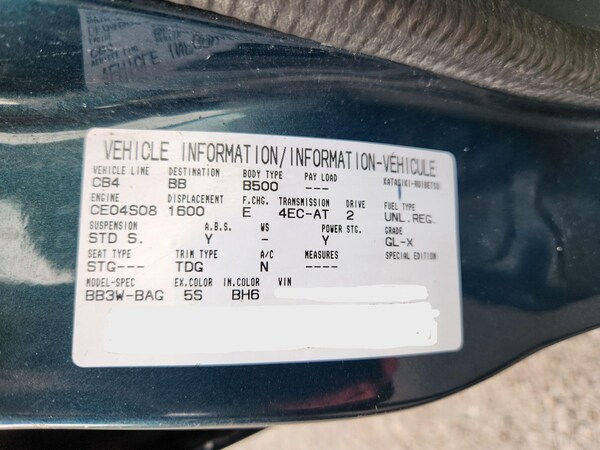 VEHICLE INFORMATION/INFORMATION-VÉHICULE
VEHICLE LINE DESTINATION BODY TYPE PAY LOAD KATASIKI-RUIBETSU
CB4 BB B500 ---
ENGINE DISPLACEMENT F.CHG. TRANSMISSION DRIVE FUEL TYPE
CE04S08 1600 E 4EC-AT 2 UNL.REG.
SUSPENSION A.B.S. WS POWER STG. GRADE
STD S. Y - Y GL-X
SEAT TYPE TRIM TYPE A/C MEASURES SPECIAL EDITION
STG--- TDG N ----
MODEL-SPEC EX.COLOR IN.COLOR VIN
BB3W-BAG 5S BH6